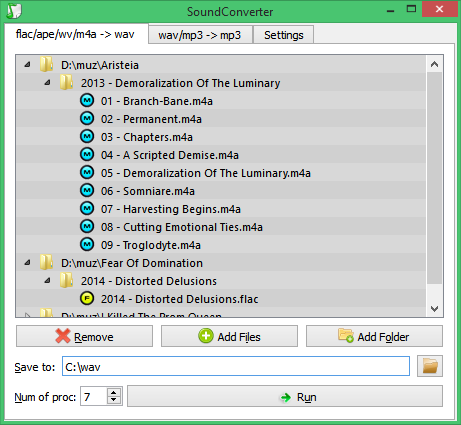 SoundConverter
flac/ape/wv/m4a -> wav
wav/mp3 -> mp3
Settings
D:\muz\Aristeia
2013 - Demoralization Of The Luminary
M 01 - Branch-Bane.m4a
M 02 - Permanent.m4a
M 03 - Chapters.m4a
M 04 - A Scripted Demise.m4a
M 05 - Demoralization Of The Luminary.m4a
M 06 - Somniare.m4a
M 07 - Harvesting Begins.m4a
M 08 - Cutting Emotional Ties.m4a
M 09 - Troglodyte.m4a
D:\muz\Fear Of Domination
2014 - Distorted Delusions
F 2014 - Distorted Delusions.flac
D:\muz\I Killed The Prom Queen
Remove
Add Files
Add Folder
Save to: C:\wav
Num of proc: 7
Run